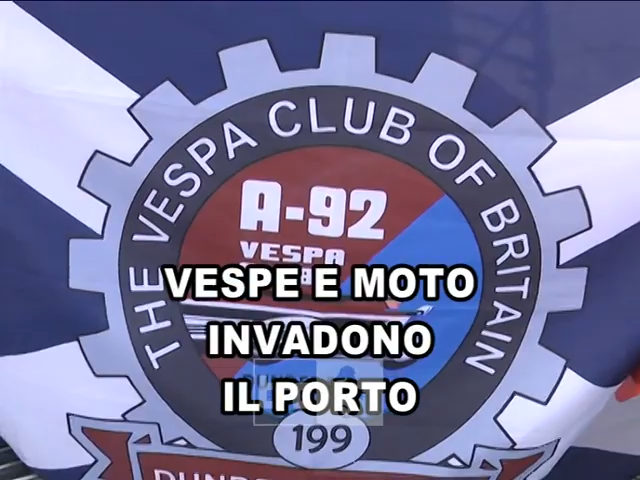 THE VESPA CLUB OF BRITAIN
A-92
VESPA
VESPE E MOTO
INVADONO
IL PORTO
199